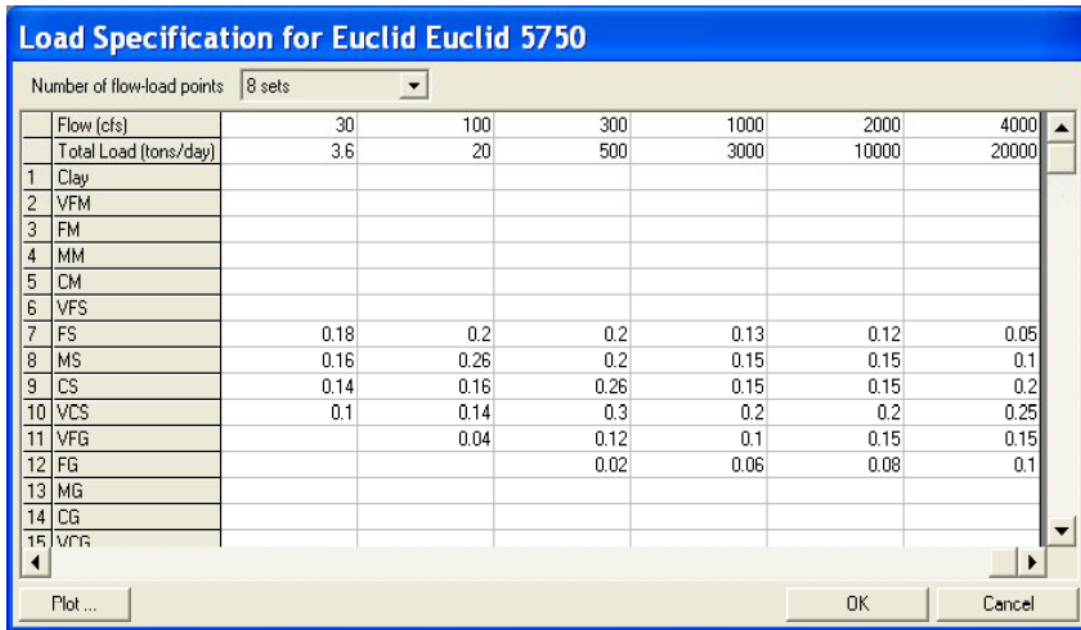 Load Specification for Euclid Euclid 5750
Number of flow-load points 8 sets
Flow (cfs) 30 100 300 1000 2000 4000
Total Load (tons/day) 3.6 20 500 3000 10000 20000
1 Clay
2 VFM
3 FM
4 MM
5 CM
6 VFS
7 FS 0.18 0.2 0.2 0.13 0.12 0.05
8 MS 0.16 0.26 0.2 0.15 0.15 0.1
9 CS 0.14 0.16 0.26 0.15 0.15 0.2
10 VCS 0.1 0.14 0.3 0.2 0.2 0.25
11 VFG 0.04 0.12 0.1 0.15 0.15
12 FG 0.02 0.06 0.08 0.1
13 MG
14 CG
15 VCG
Plot ... OK Cancel